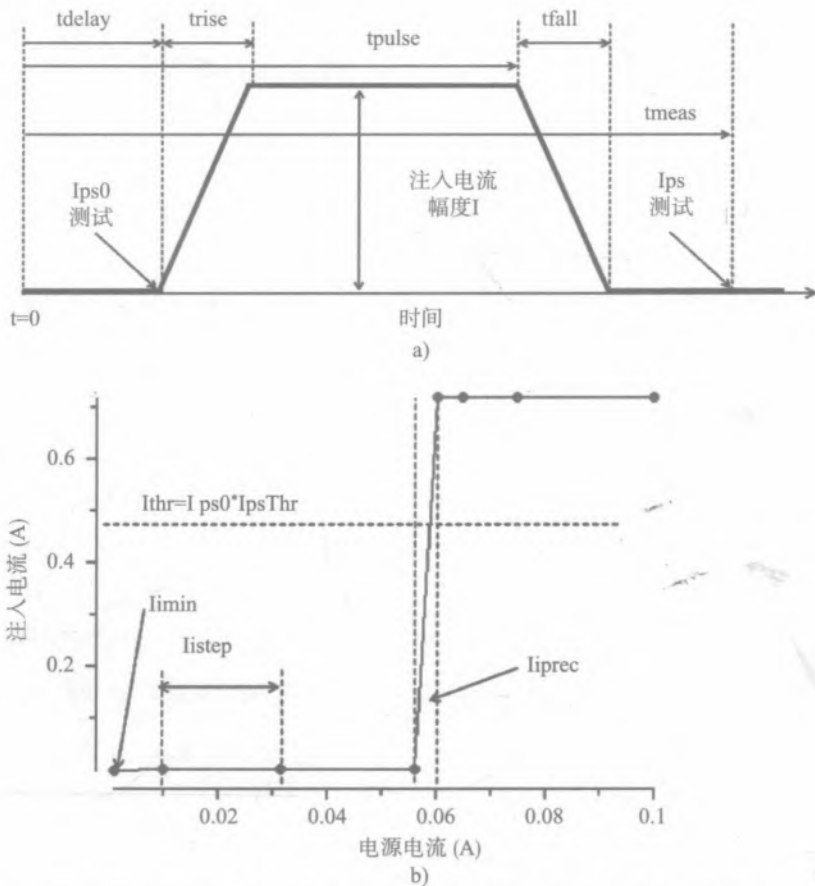 tdelay
trise
tfall
tpulse
tmeas
Ips0
测试
注入电流
幅度I
Ips
测试
t=0
时间
a)
0.6
Ithr=I ps0*IpsThr
注入电流 (A)
0.4
Iimin
Iistep
0.2
Iiprec
0.02
0.04
0.06
0.08
0.1
电源电流 (A)
b)